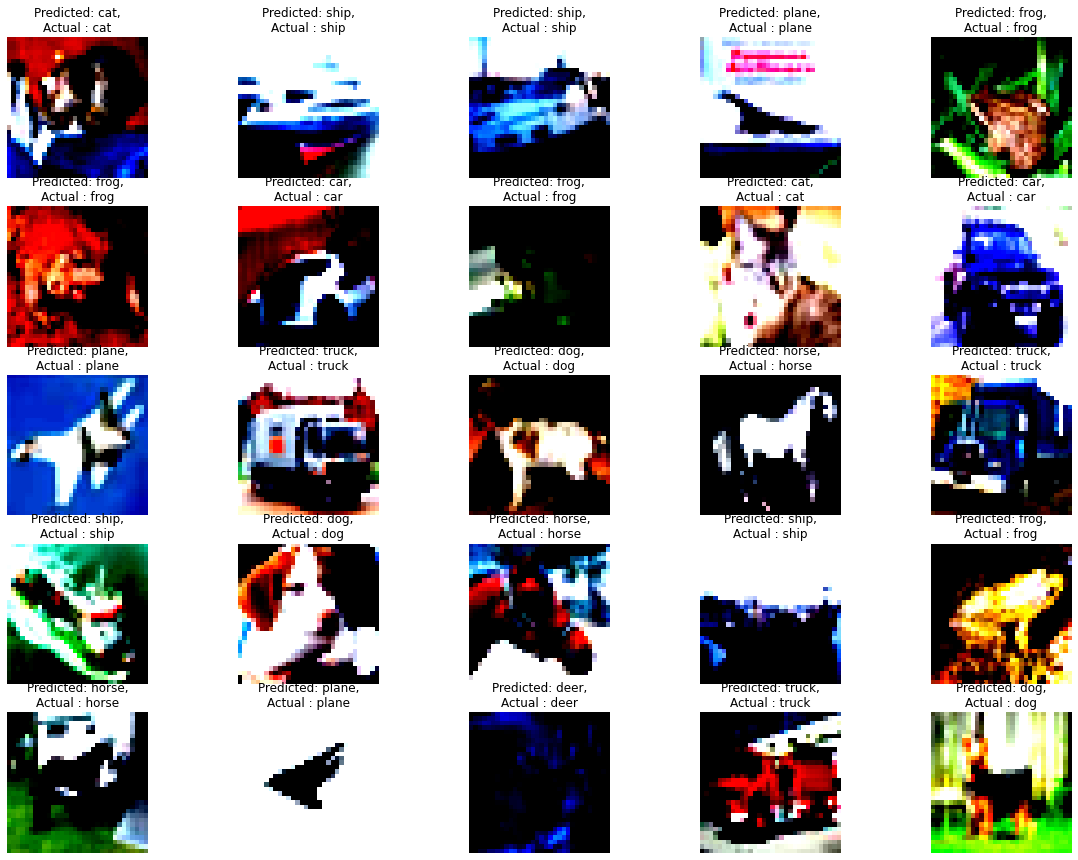 Predicted: cat,
Actual : cat
Predicted: ship,
Actual : ship
Predicted: ship,
Actual : ship
Predicted: plane,
Actual : plane
Predicted: frog,
Actual : frog
Predicted: frog,
Actual : frog
Predicted: car,
Actual : car
Predicted: frog,
Actual : frog
Predicted: cat,
Actual : cat
Predicted: car,
Actual : car
Predicted: plane,
Actual : plane
Predicted: truck,
Actual : truck
Predicted: dog,
Actual : dog
Predicted: horse,
Actual : horse
Predicted: truck,
Actual : truck
Predicted: ship,
Actual : ship
Predicted: dog,
Actual : dog
Predicted: horse,
Actual : horse
Predicted: ship,
Actual : ship
Predicted: frog,
Actual : frog
Predicted: horse,
Actual : horse
Predicted: plane,
Actual : plane
Predicted: deer,
Actual : deer
Predicted: truck,
Actual : truck
Predicted: dog,
Actual : dog